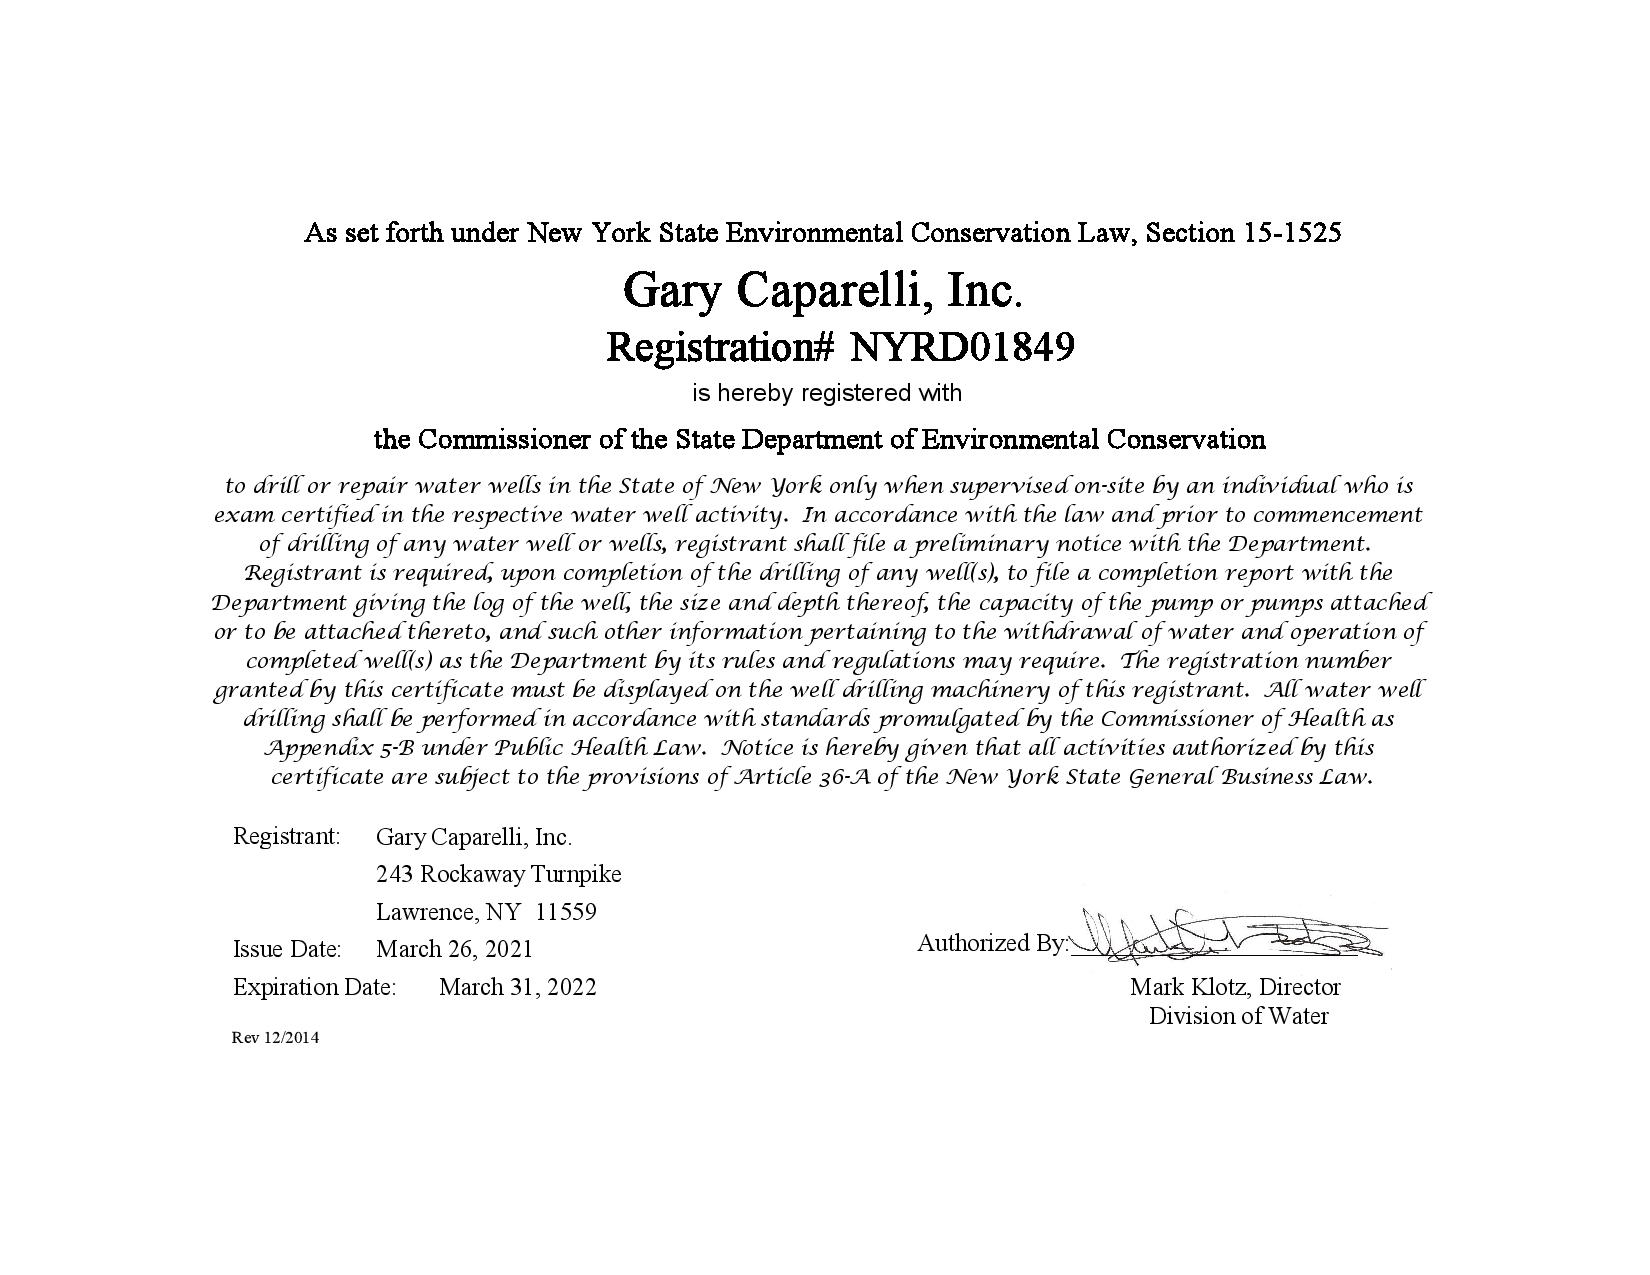 As set forth under New York State Environmental Conservation Law, Section 15-1525
Gary Caparelli, Inc.
Registration# NYRD01849
is hereby registered with
the Commissioner of the State Department of Environmental Conservation
to drill or repair water wells in the State of New York only when supervised on-site by an individual who is
exam certified in the respective water well activity. In accordance with the law and prior to commencement
of drilling of any water well or wells, registrant shall file a preliminary notice with the Department.
Registrant is required, upon completion of the drilling of any well(s), to file a completion report with the
Department giving the log of the well, the size and depth thereof, the capacity of the pump or pumps attached
or to be attached thereto, and such other information pertaining to the withdrawal of water and operation of
completed well(s) as the Department by its rules and regulations may require. The registration number
granted by this certificate must be displayed on the well drilling machinery of this registrant. All water well
drilling shall be performed in accordance with standards promulgated by the Commissioner of Health as
Appendix 5-B under Public Health Law. Notice is hereby given that all activities authorized by this
certificate are subject to the provisions of Article 36-A of the New York State General Business Law.
Registrant: Gary Caparelli, Inc.
243 Rockaway Turnpike
Lawrence, NY 11559
Issue Date: March 26, 2021
Expiration Date: March 31, 2022
Rev 12/2014
Authorized By:
Mark Klotz, Director
Division of Water